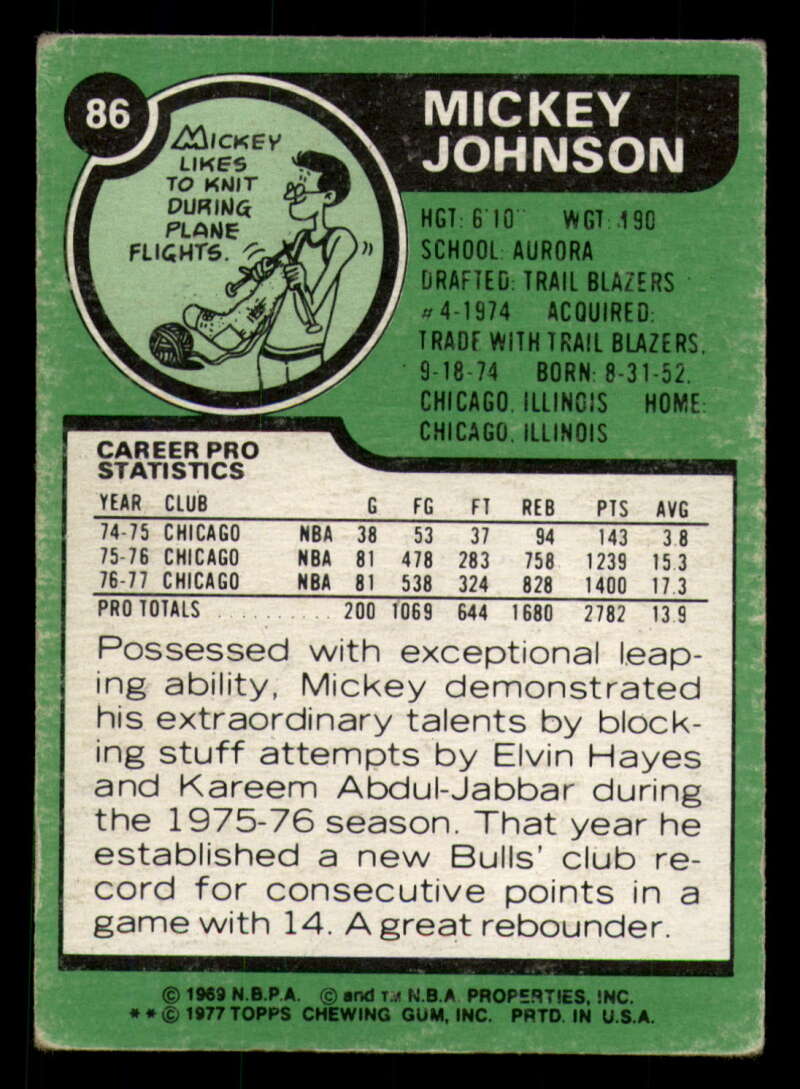 86
MICKEY
JOHNSON
MICKEY
LIKES
TO KNIT
DURING
PLANE
FLIGHTS.
HGT: 6'10" WGT: 190
SCHOOL: AURORA
DRAFTED: TRAIL BLAZERS
#4-1974 ACQUIRED:
TRADE WITH TRAIL BLAZERS,
9-18-74 BORN: 8-31-52,
CHICAGO, ILLINOIS HOME:
CHICAGO, ILLINOIS
CAREER PRO
STATISTICS
YEAR CLUB G FG FT REB PTS AVG
74-75 CHICAGO NBA 38 53 37 94 143 3.8
75-76 CHICAGO NBA 81 478 283 758 1239 15.3
76-77 CHICAGO NBA 81 538 324 828 1400 17.3
PRO TOTALS .......... 200 1069 644 1680 2782 13.9
Possessed with exceptional leap-
ing ability, Mickey demonstrated
his extraordinary talents by block-
ing stuff attempts by Elvin Hayes
and Kareem Abdul-Jabbar during
the 1975-76 season. That year he
established a new Bulls' club re-
cord for consecutive points in a
game with 14. A great rebounder.
© 1969 N.B.P.A. © and TM N.B.A. PROPERTIES, INC.
**© 1977 TOPPS CHEWING GUM, INC. PRTD. IN U.S.A.